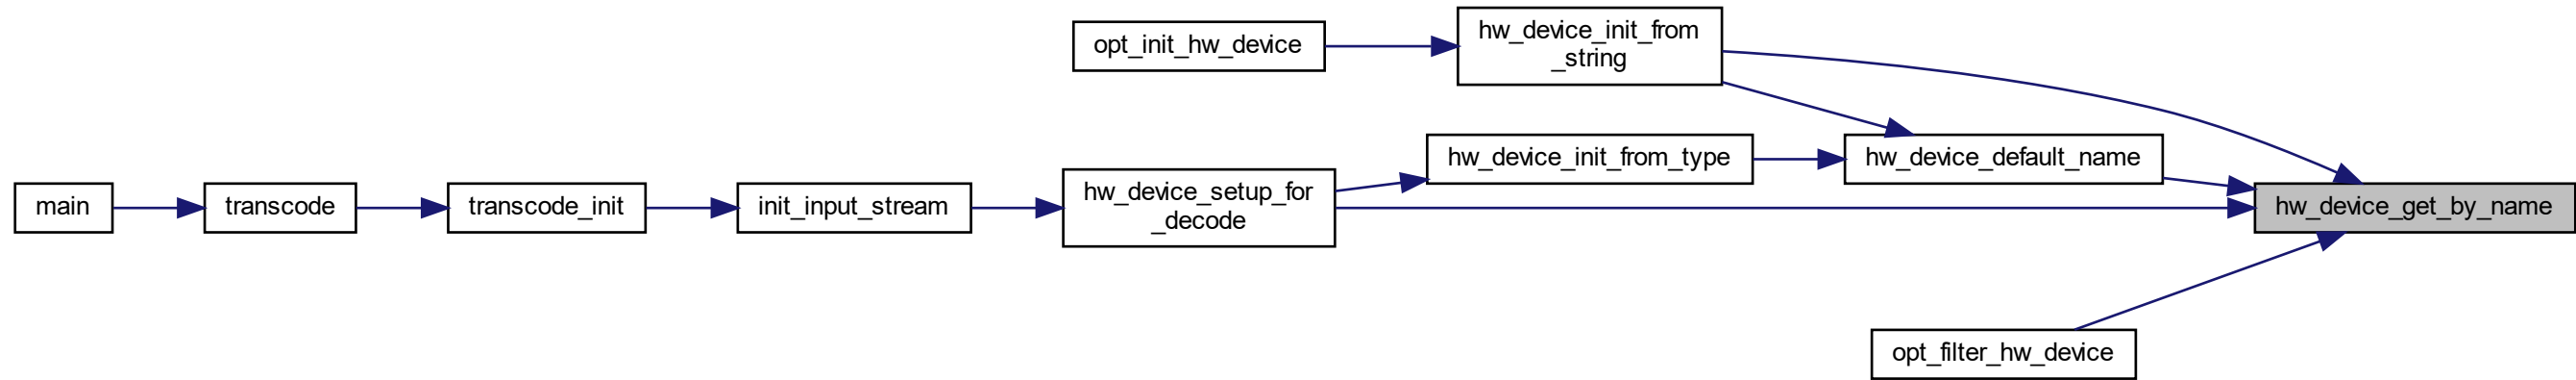 opt_init_hw_device
hw_device_init_from
_string
hw_device_init_from_type
hw_device_default_name
main
transcode
transcode_init
init_input_stream
hw_device_setup_for
_decode
hw_device_get_by_name
opt_filter_hw_device